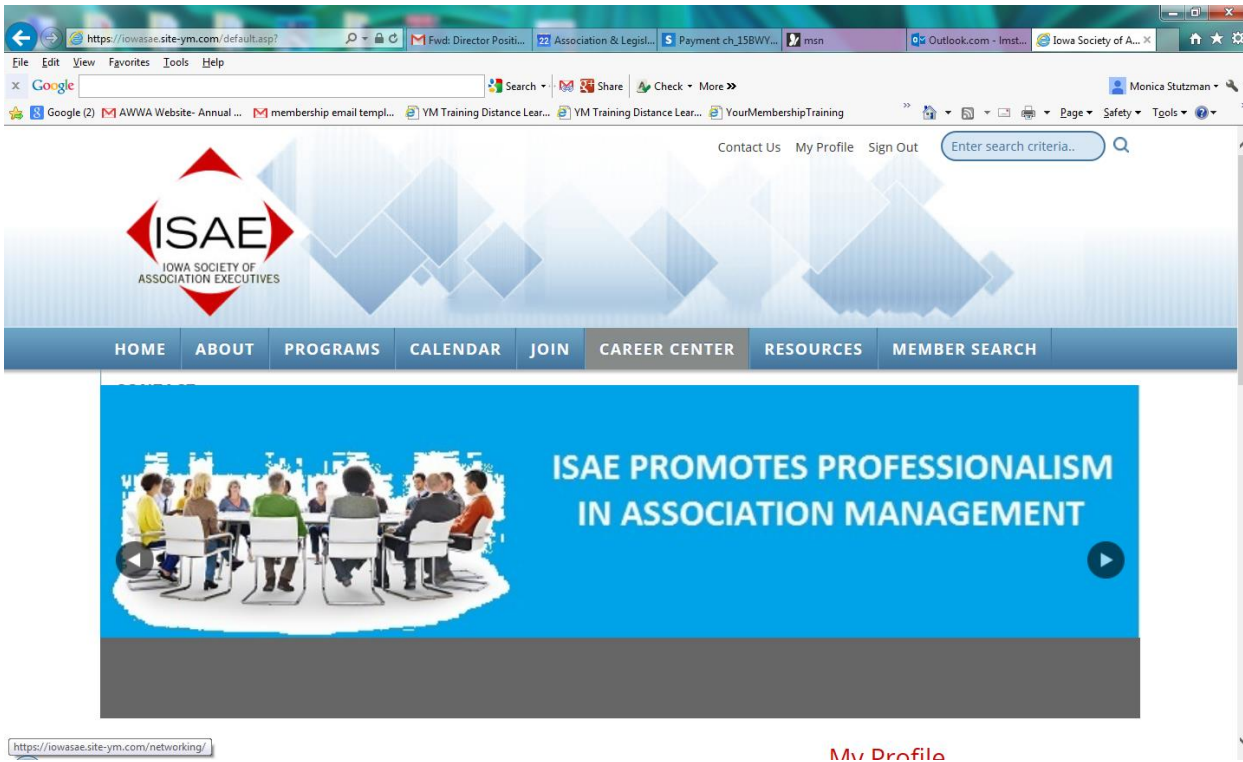 https://iowasae.site-ym.com/default.asp?
Fwd: Director Positi...
22 Associaton & Legisl...
S Payment ch_15BWY...
msn
Outlook.com - lmst...
Iowa Society of A... ×
File Edit View Favorites Tools Help
x Google
Search
Share
Check
More »
Monica Stutzman
8 Google (2)
AWWA Website- Annual ...
membership email templ...
YM Training Distance Lear...
YM Training Distance Lear...
YourMembershipTraining
»
Page
Safety
Tools
Contact Us My Profile Sign Out
Enter search criteria..
ISAE
IOWA SOCIETY OF
ASSOCIATION EXECUTIVES
HOME ABOUT PROGRAMS CALENDAR JOIN CAREER CENTER RESOURCES MEMBER SEARCH
ISAE PROMOTES PROFESSIONALISM
IN ASSOCIATION MANAGEMENT
https://iowasae.site-ym.com/networking/
My Profile